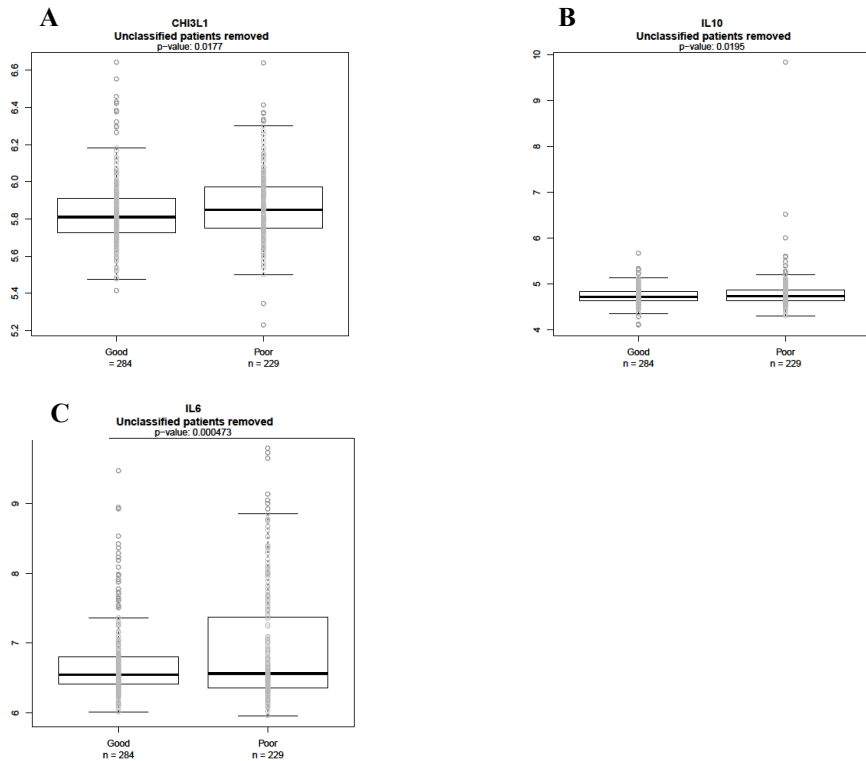 A
CHI3L1
Unclassified patients removed
p-value: 0.0177
6.6
6.4
6.2
6.0
5.8
5.6
5.4
5.2
Good
= 284
Poor
n = 229
B
IL10
Unclassified patients removed
p-value: 0.0195
10
9
8
7
6
5
4
Good
n = 284
Poor
n = 229
C
IL6
Unclassified patients removed
p-value: 0.000473
9
8
7
6
Good
n = 284
Poor
n = 229